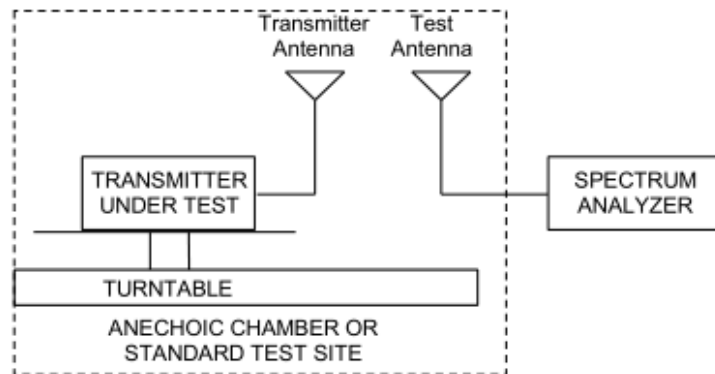 Transmitter
Antenna
Test
Antenna
TRANSMITTER
UNDER TEST
SPECTRUM
ANALYZER
TURNTABLE
ANECHOIC CHAMBER OR
STANDARD TEST SITE